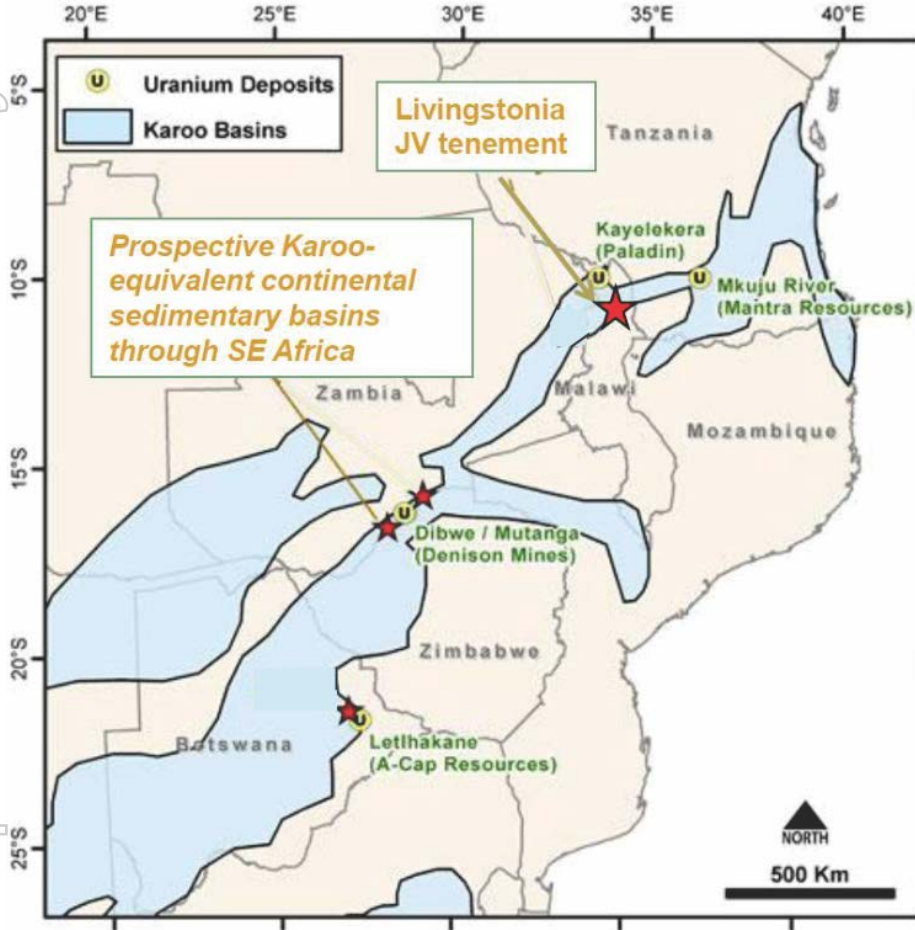 20°E 25°E 30°E 35°E 40°E
5°S
10°S
15°S
20°S
25°S
U Uranium Deposits
Karoo Basins
Livingstonia
JV tenement
Tanzania
Prospective Karoo-
equivalent continental
sedimentary basins
through SE Africa
Kayelekera
(Paladin)
U
U
Mkuju River
(Mantra Resources)
Zambia
Malawi
Mozambique
U
Dibwe / Mutanga
(Denison Mines)
Zimbabwe
U
Botswana
Letlhakane
(A-Cap Resources)
NORTH
500 Km